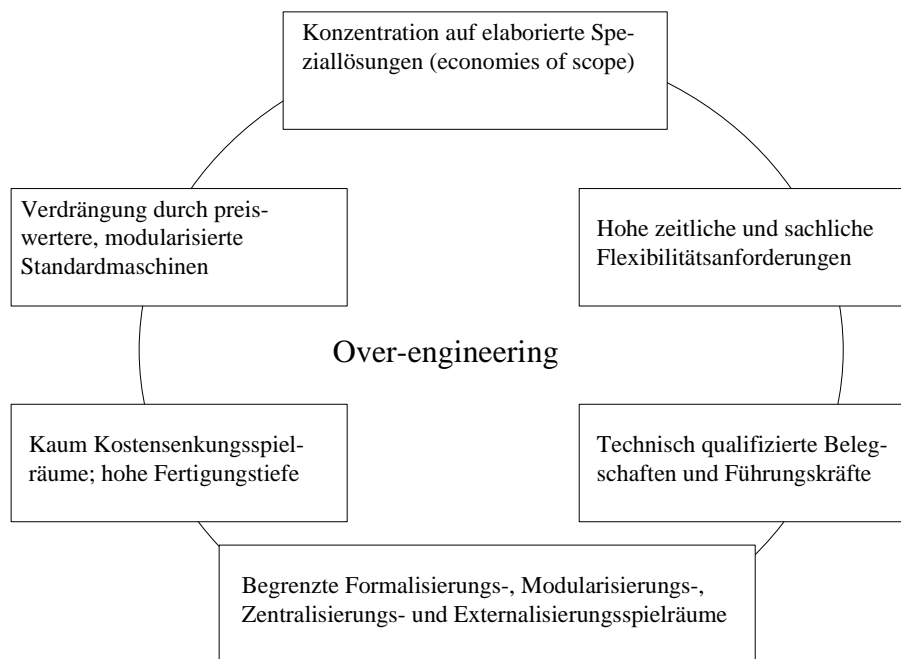 Konzentration auf elaborierte Spe-
ziallösungen (economies of scope)
Verdrängung durch preis-
wertere, modularisierte
Standardmaschinen
Hohe zeitliche und sachliche
Flexibilitätsanforderungen
Over-engineering
Kaum Kostensenkungsspiel-
räume; hohe Fertigungstiefe
Technisch qualifizierte Beleg-
schaften und Führungskräfte
Begrenzte Formalisierungs-, Modularisierungs-,
Zentralisierungs- und Externalisierungsspielräume